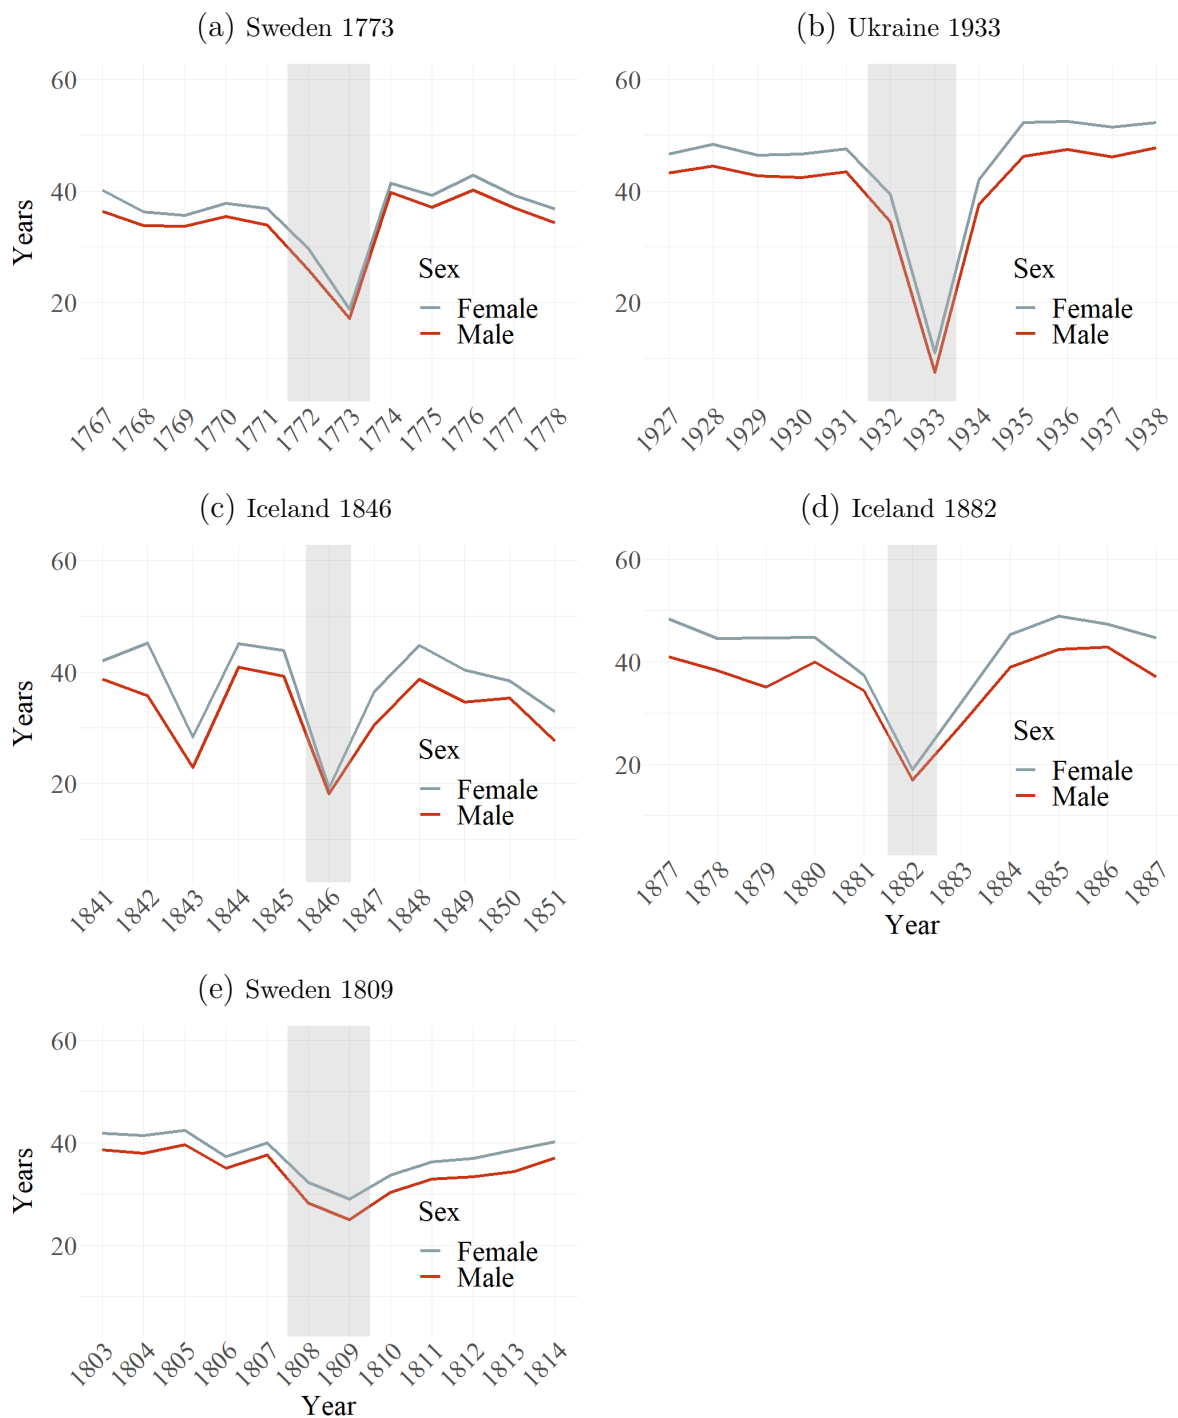 (a) Sweden 1773
60
40
20
Years
Sex
Female
Male
1767 1768 1769 1770 1771 1772 1773 1774 1775 1776 1777 1778
(b) Ukraine 1933
60
40
20
Sex
Female
Male
1927 1928 1929 1930 1931 1932 1933 1934 1935 1936 1937 1938
(c) Iceland 1846
60
40
20
Years
Sex
Female
Male
1841 1842 1843 1844 1845 1846 1847 1848 1849 1850 1851
(d) Iceland 1882
60
40
20
Sex
Female
Male
1877 1878 1879 1880 1881 1882 1883 1884 1885 1886 1887
Year
(e) Sweden 1809
60
40
20
Years
Sex
Female
Male
1803 1804 1805 1806 1807 1808 1809 1810 1811 1812 1813 1814
Year